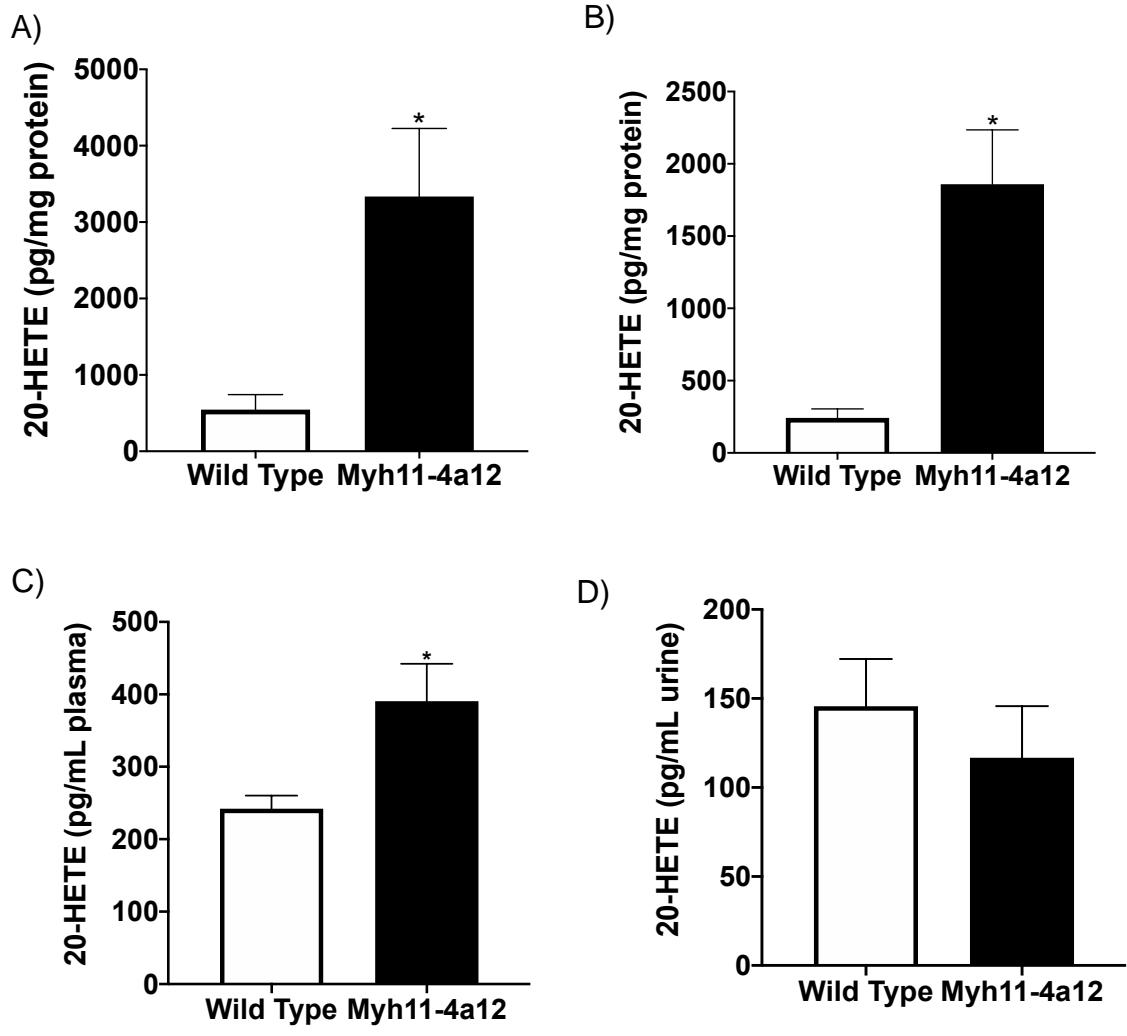 A)
20-HETE (pg/mg protein)
5000
4000
3000
2000
1000
0
*
Wild Type Myh11-4a12
B)
20-HETE (pg/mg protein)
2500
2000
1500
1000
500
0
*
Wild Type Myh11-4a12
C)
20-HETE (pg/mL plasma)
500
400
300
200
100
0
*
Wild Type Myh11-4a12
D)
20-HETE (pg/mL urine)
200
150
100
50
0
Wild Type Myh11-4a12